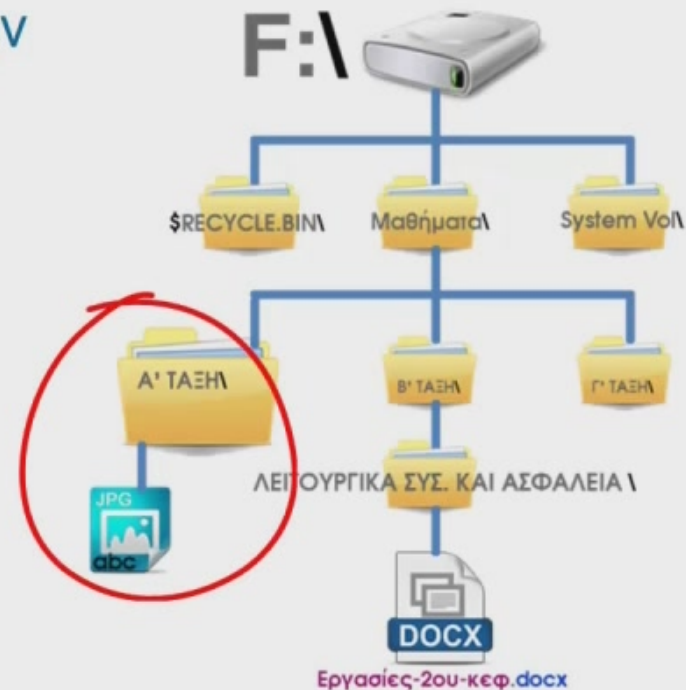 ν
F:\
$RECYCLE.BIN\ Μαθήματα\ System Vol\
Α' ΤΑΞΗ\ Β' ΤΑΞΗ\ Γ' ΤΑΞΗ\
ΛΕΙΤΟΥΡΓΙΚΑ ΣΥΣ. ΚΑΙ ΑΣΦΑΛΕΙΑ \
JPG
abc
DOCX
Εργασίες-2ου-κεφ.docx